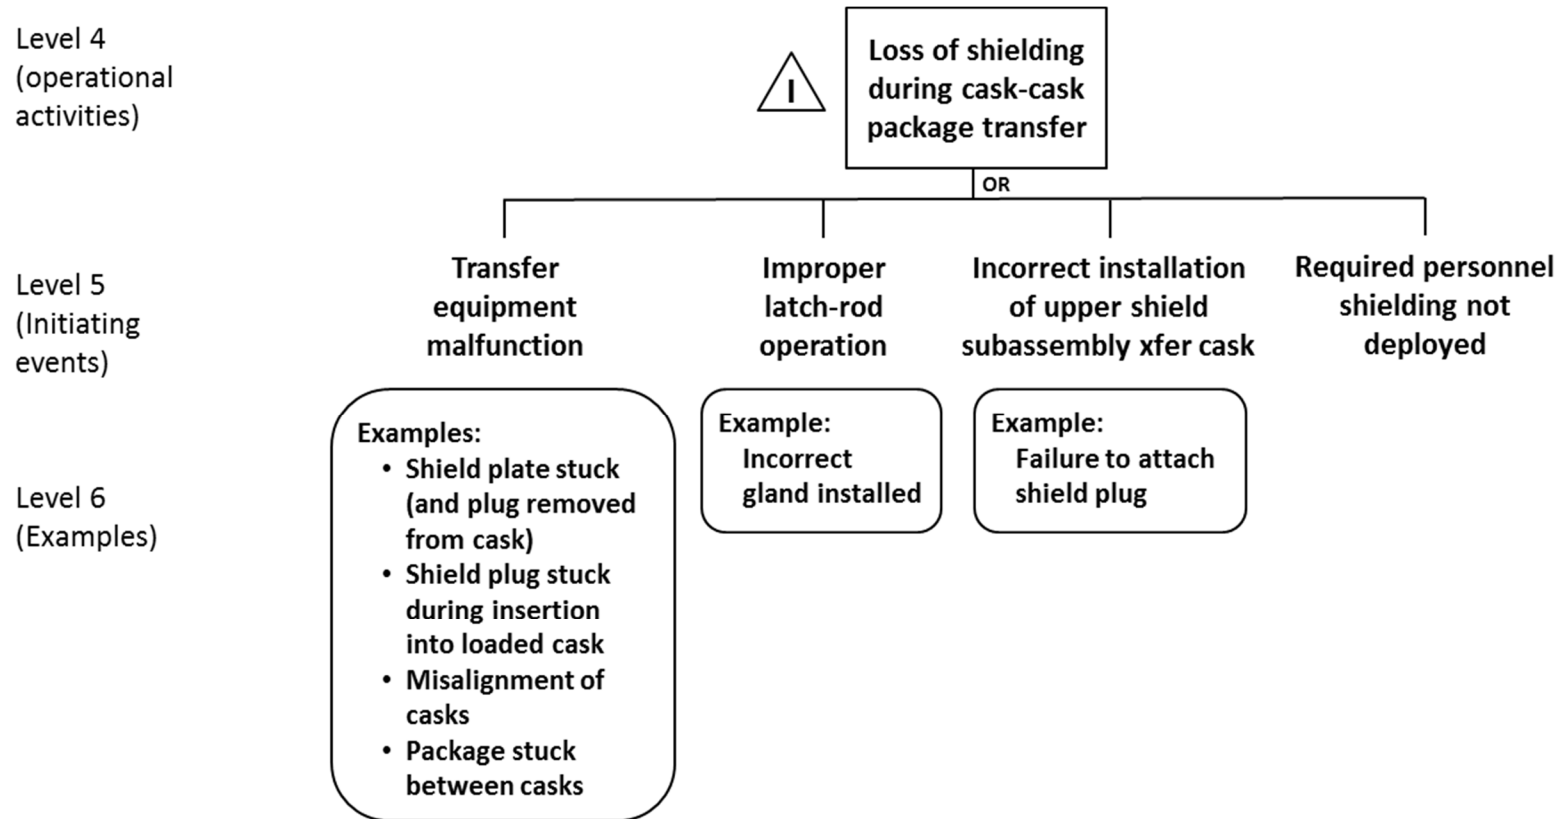 Level 4
(operational
activities)
I
Loss of shielding
during cask-cask
package transfer
OR
Level 5
(Initiating
events)
Transfer
equipment
malfunction
Improper
latch-rod
operation
Incorrect installation
of upper shield
subassembly xfer cask
Required personnel
shielding not
deployed
Level 6
(Examples)
Examples:
• Shield plate stuck
(and plug removed
from cask)
• Shield plug stuck
during insertion
into loaded cask
• Misalignment of
casks
• Package stuck
between casks
Example:
Incorrect
gland installed
Example:
Failure to attach
shield plug